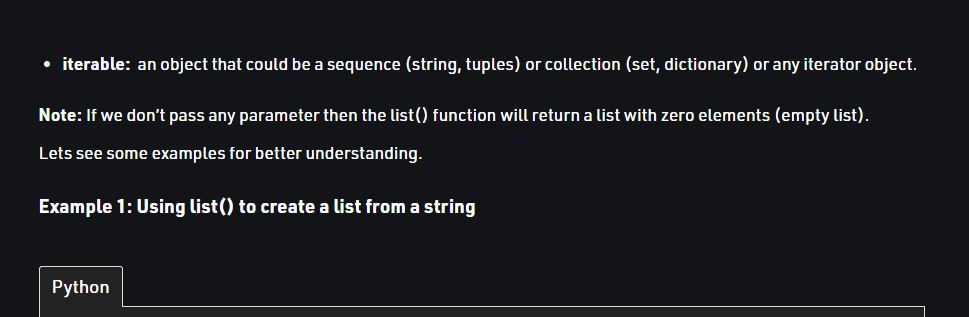 • iterable: an object that could be a sequence (string, tuples) or collection (set, dictionary) or any iterator object.
Note: If we don't pass any parameter then the list() function will return a list with zero elements (empty list).
Lets see some examples for better understanding.
Example 1: Using list() to create a list from a string
Python